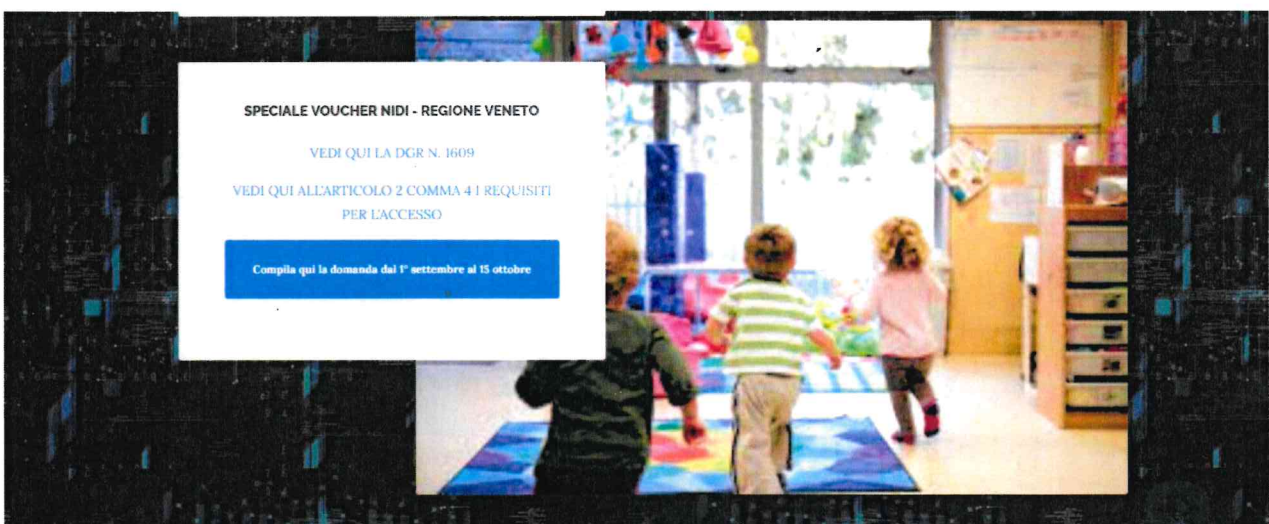 SPECIALE VOUCHER NIDI - REGIONE VENETO
VEDI QUI LA DGR N. 1609
VEDI QUI ALL'ARTICOLO 2 COMMA 4 I REQUISITI
PER L'ACCESSO
Compila qui la domanda dal 1° settembre al 15 ottobre